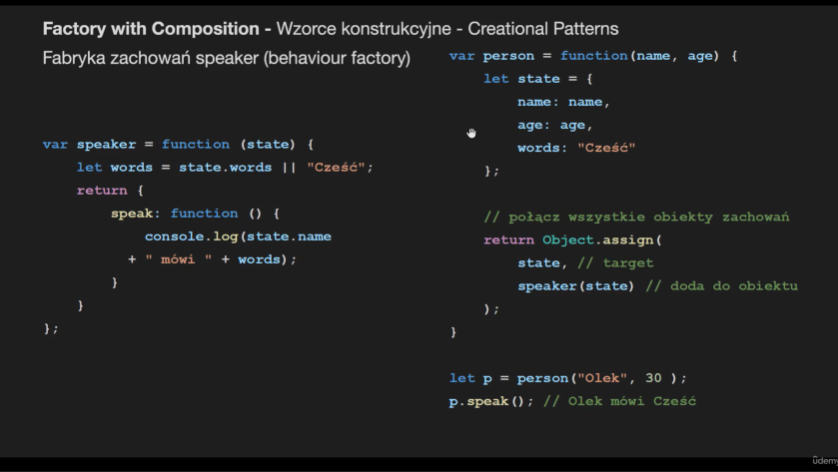 Factory with Composition - Wzorce konstrukcyjne - Creational Patterns
Fabryka zachowań speaker (behaviour factory)
var speaker = function (state) {
let words = state.words || "Cześć";
return {
speak: function () {
console.log(state.name
+ " mówi " + words);
}
}
};
var person = function(name, age) {
let state = {
name: name,
age: age,
words: "Cześć"
};
// połącz wszystkie obiekty zachowań
return Object.assign(
state, // target
speaker(state) // doda do obiektu
);
}
let p = person("Olek", 30 );
p.speak(); // Olek mówi Cześć
ûdemy